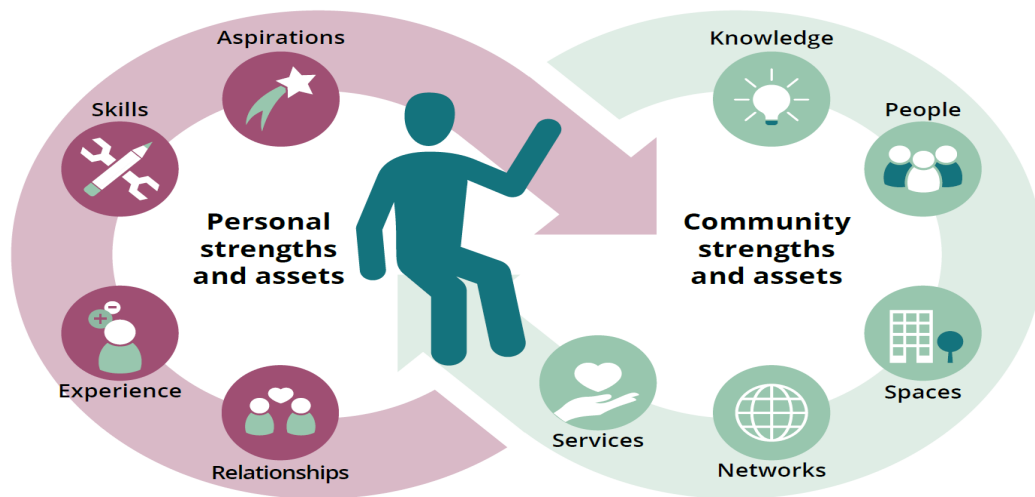 Aspirations
Skills
Personal
strengths
and assets
Experience
Relationships
Knowledge
People
Community
strengths
and assets
Spaces
Services
Networks